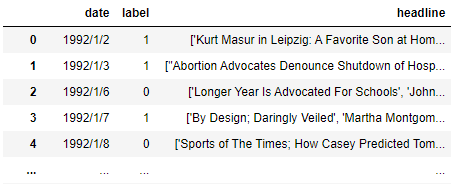 date label headline
0 1992/1/2 1 ['Kurt Masur in Leipzig: A Favorite Son at Hom...
1 1992/1/3 1 ["Abortion Advocates Denounce Shutdown of Hosp...
2 1992/1/6 0 ['Longer Year Is Advocated For Schools', 'John...
3 1992/1/7 1 ['By Design; Daringly Veiled', 'Martha Montgom...
4 1992/1/8 0 ['Sports of The Times; How Casey Predicted Tom...
... ... ... ...